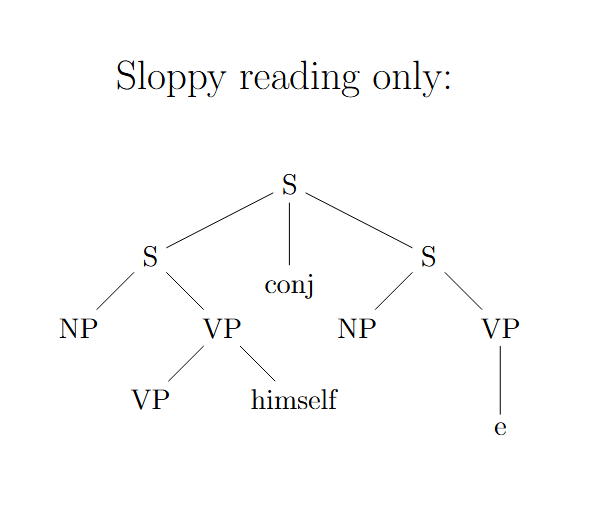 Sloppy reading only:
S
S conj S
NP VP NP VP
VP himself e